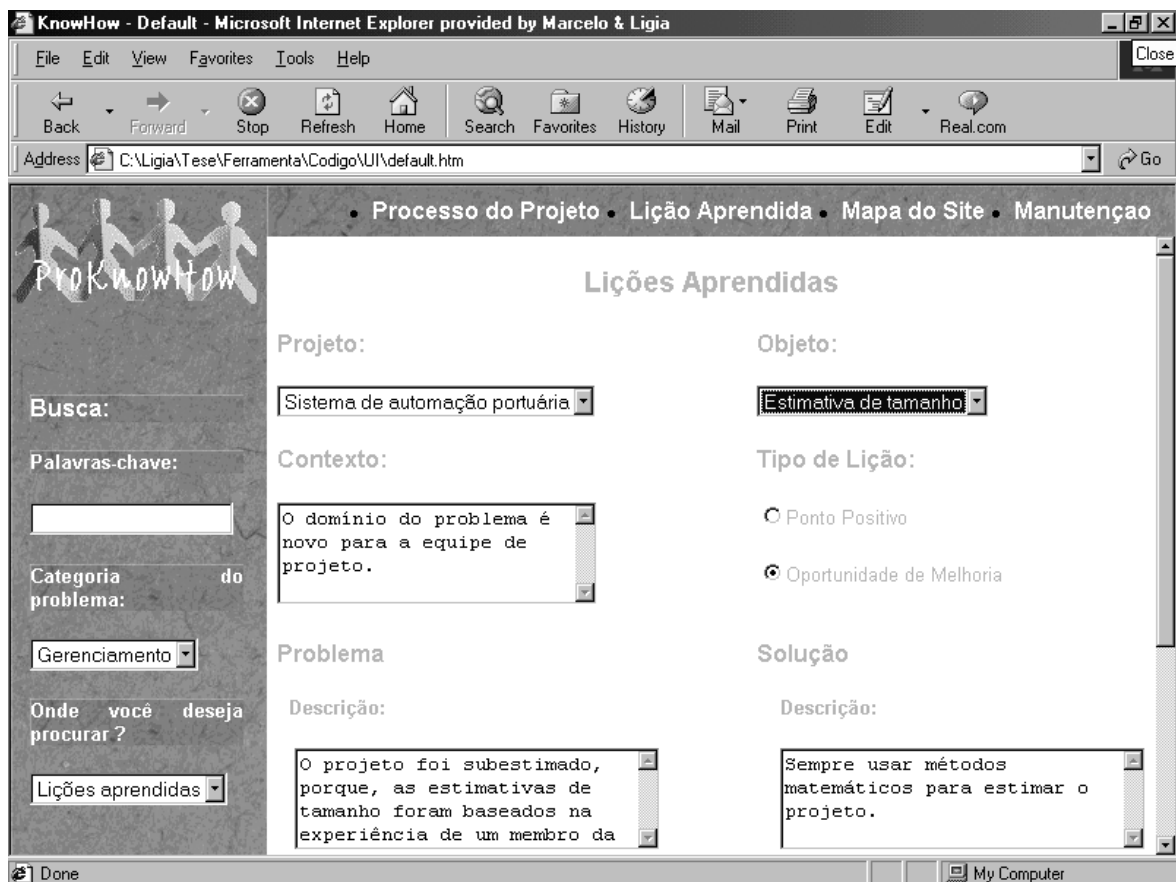 KnowHow - Default - Microsoft Internet Explorer provided by Marcelo & Ligia
Close
File Edit View Favorites Tools Help
Back Forward Stop Refresh Home Search Favorites History Mail Print Edit Real.com
Address C:\Ligia\Tese\Ferramenta\Codigo\UI\default.htm Go
ProKnowHow
Busca:
Palavras-chave:
Categoria do
problema:
Gerenciamento
Onde você deseja
procurar ?
Lições aprendidas
• Processo do Projeto • Lição Aprendida • Mapa do Site • Manutençao
Lições Aprendidas
Projeto:
Sistema de automação portuária
Objeto:
Estimativa de tamanho
Contexto:
O domínio do problema é
novo para a equipe de
projeto.
Tipo de Lição:
Ponto Positivo
Oportunidade de Melhoria
Problema
Descrição:
O projeto foi subestimado,
porque, as estimativas de
tamanho foram baseados na
experiência de um membro da
Solução
Descrição:
Sempre usar métodos
matemáticos para estimar o
projeto.
Done
My Computer